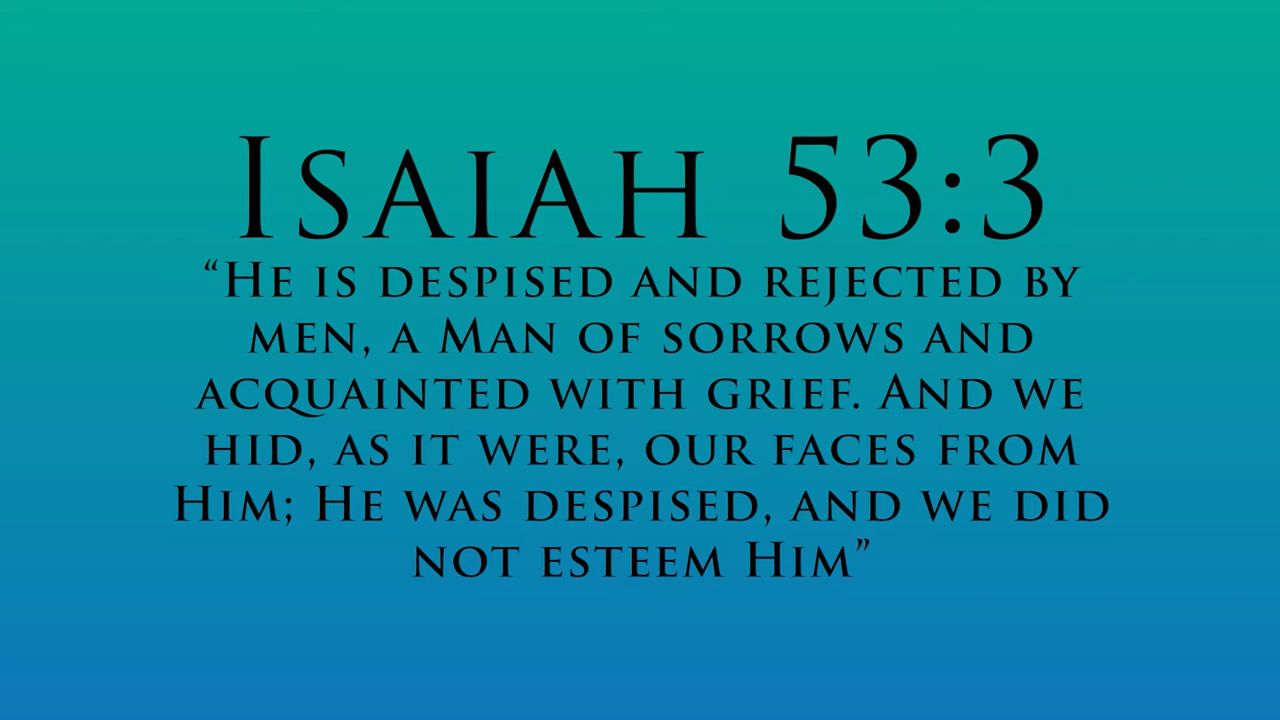 Isaiah 53:3
“He is despised and rejected by
men, a Man of sorrows and
acquainted with grief. And we
hid, as it were, our faces from
Him; He was despised, and we did
not esteem Him”